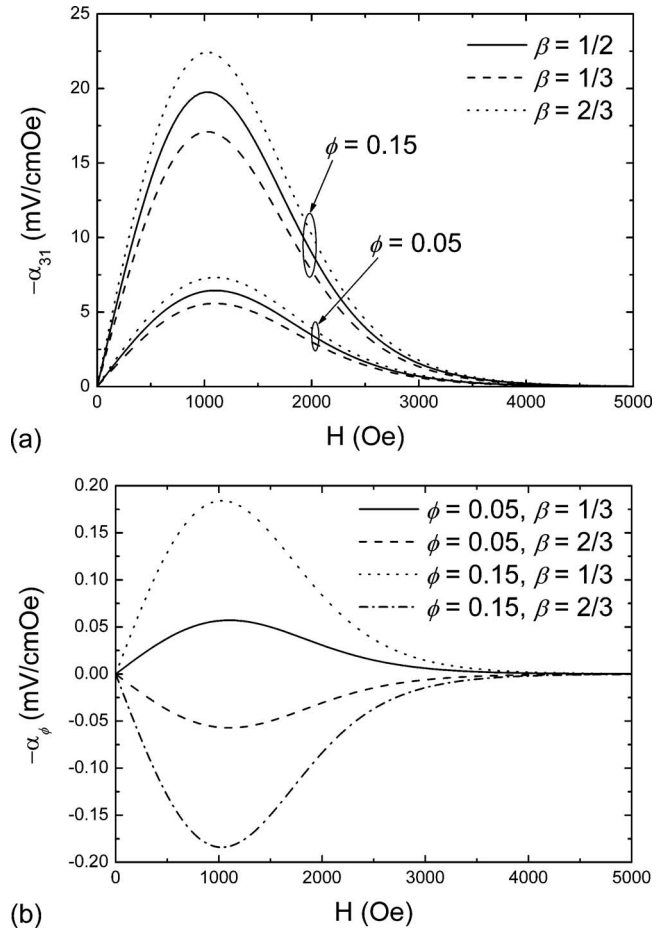 25
20
15
10
5
0
−α₃₁ (mV/cmOe)
β = 1/2
β = 1/3
β = 2/3
ϕ = 0.15
ϕ = 0.05
0 1000 2000 3000 4000 5000
H (Oe)
(a)
0.20
0.15
0.10
0.05
0.00
-0.05
-0.10
-0.15
-0.20
−α_ϕ (mV/cmOe)
ϕ = 0.05, β = 1/3
ϕ = 0.05, β = 2/3
ϕ = 0.15, β = 1/3
ϕ = 0.15, β = 2/3
0 1000 2000 3000 4000 5000
H (Oe)
(b)